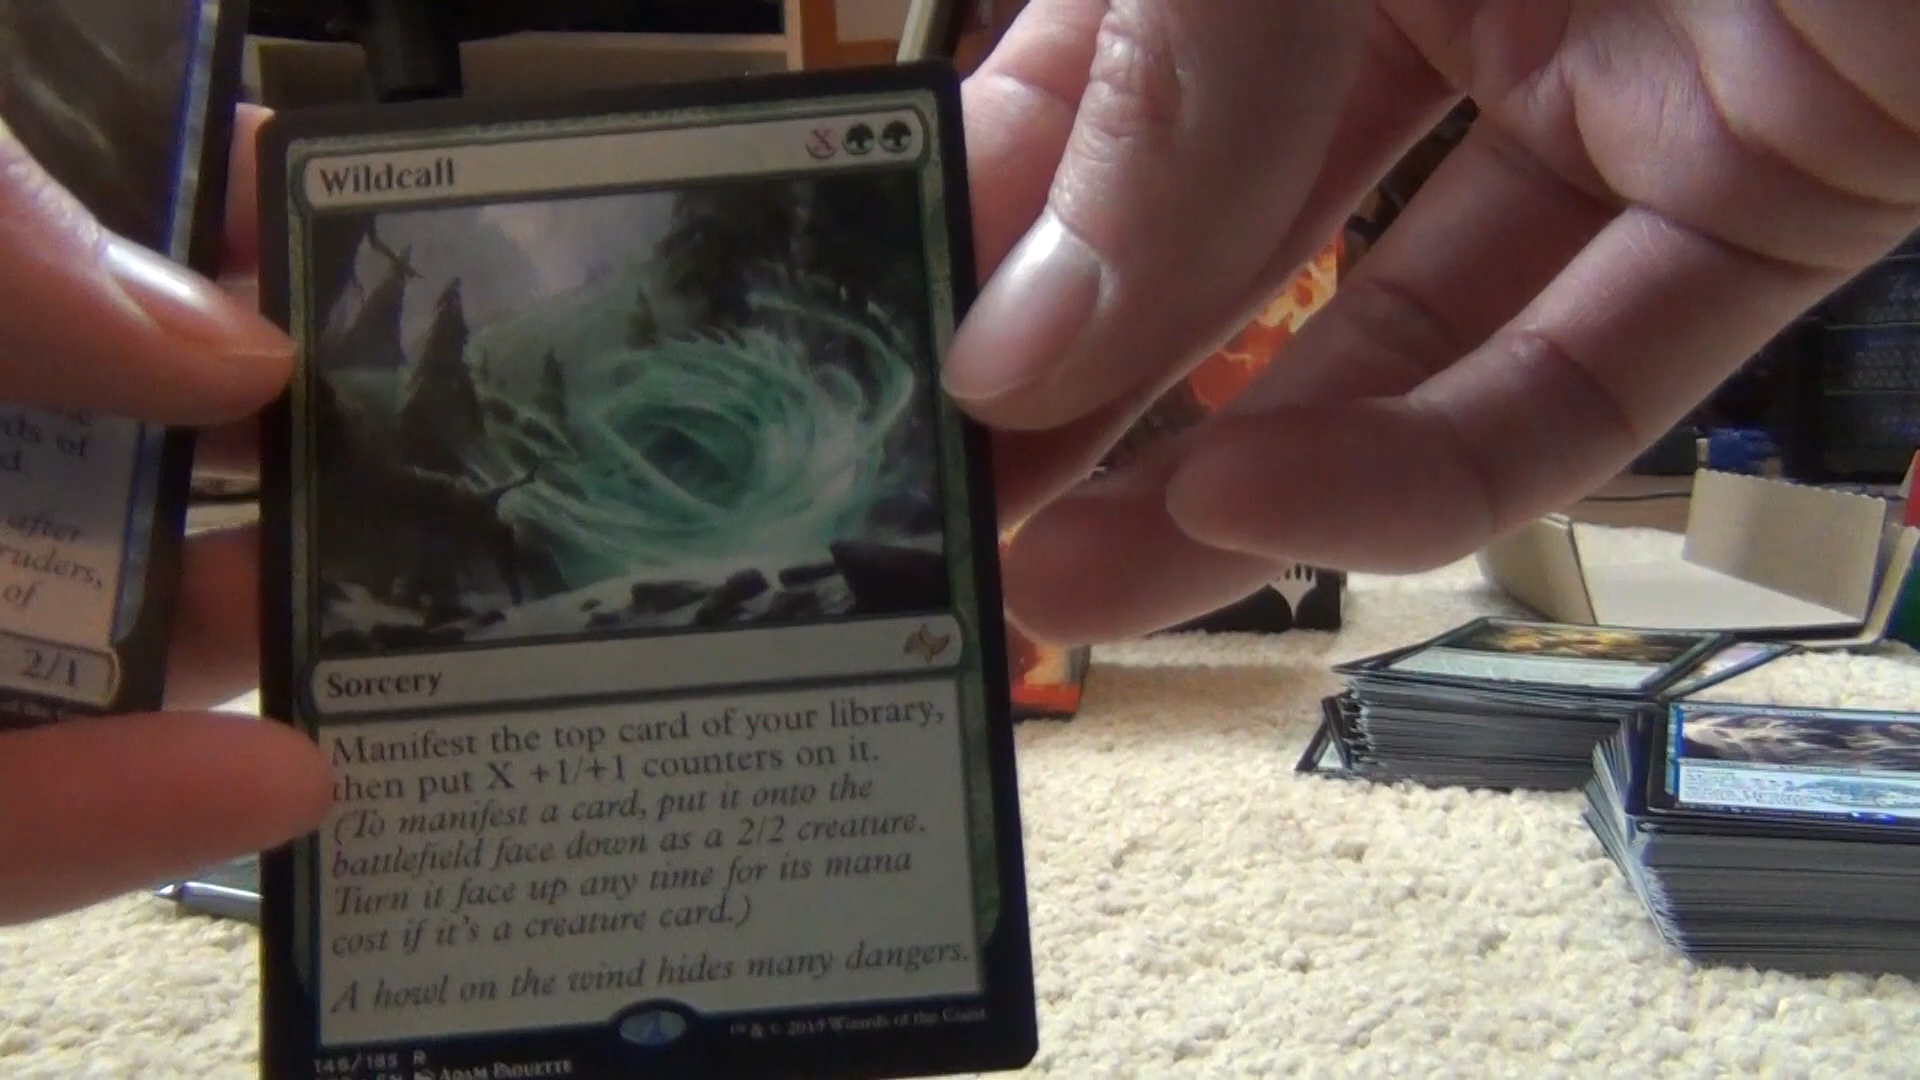 Wildcall
X
Sorcery
Manifest the top card of your library,
then put X +1/+1 counters on it.
(To manifest a card, put it onto the
battlefield face down as a 2/2 creature.
Turn it face up any time for its mana
cost if it's a creature card.)
A howl on the wind hides many dangers.
™ & © 2015 Wizards of the Coast
146/185 R
EN ADAM PAQUETTE
of
after
of
2/1